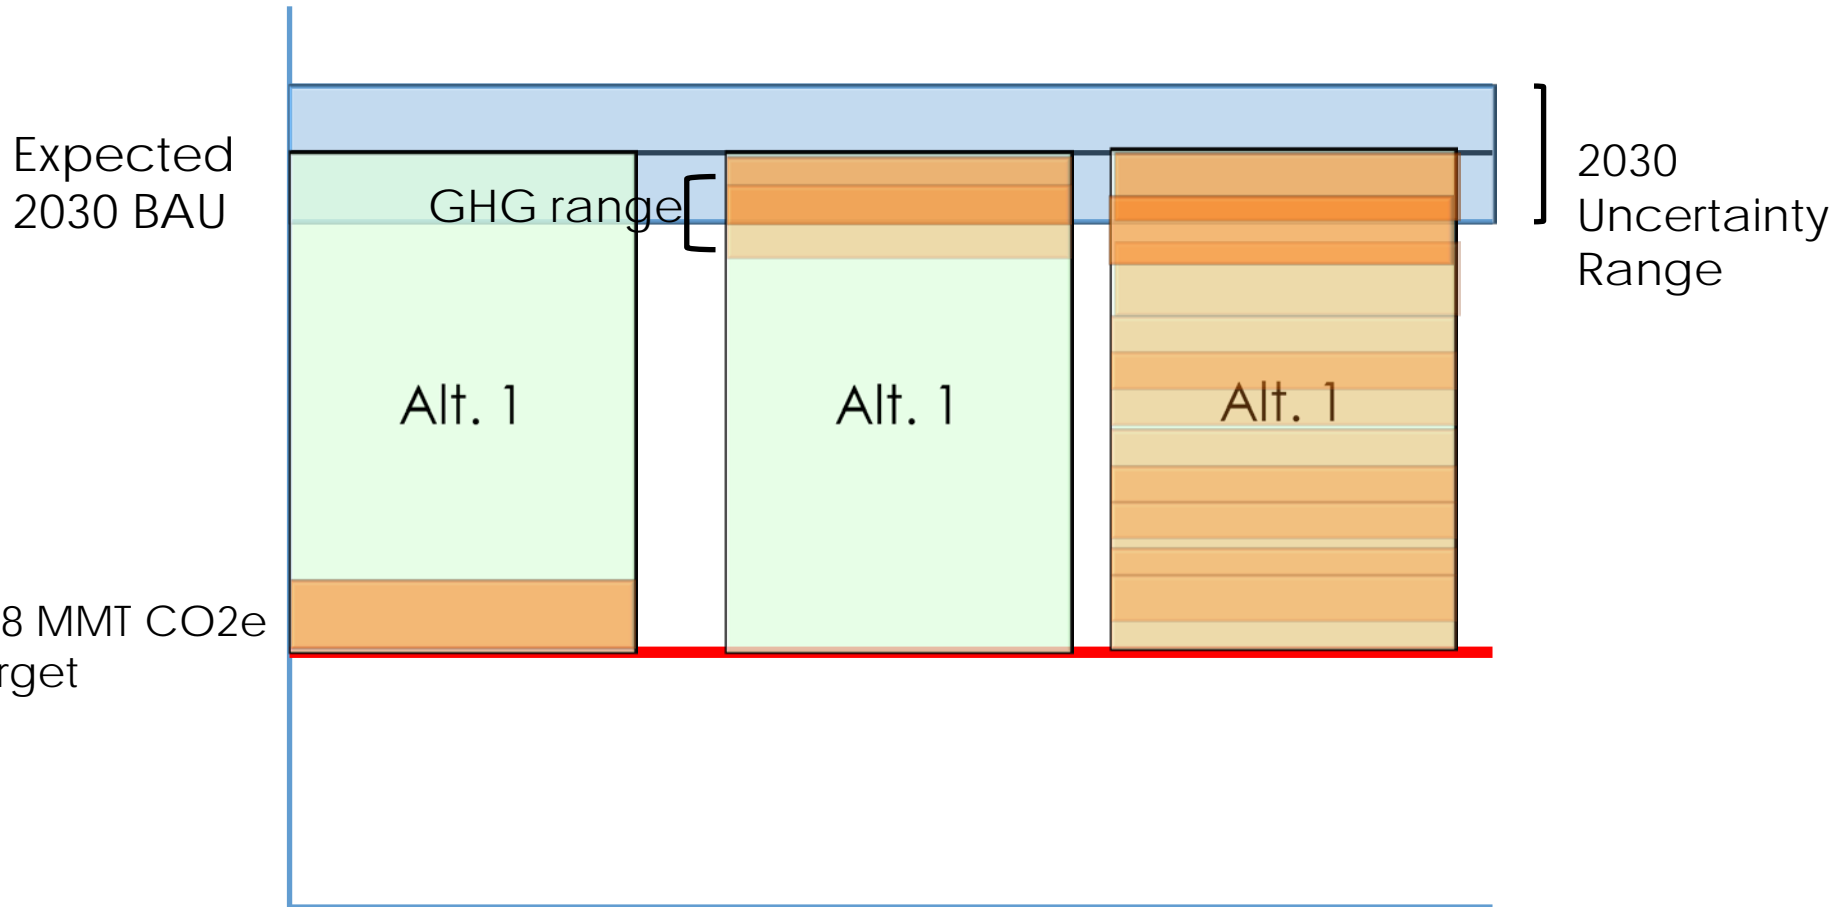 Expected
2030 BAU
GHG range
2030
Uncertainty
Range
Alt. 1
Alt. 1
Alt. 1
8 MMT CO2e
rget